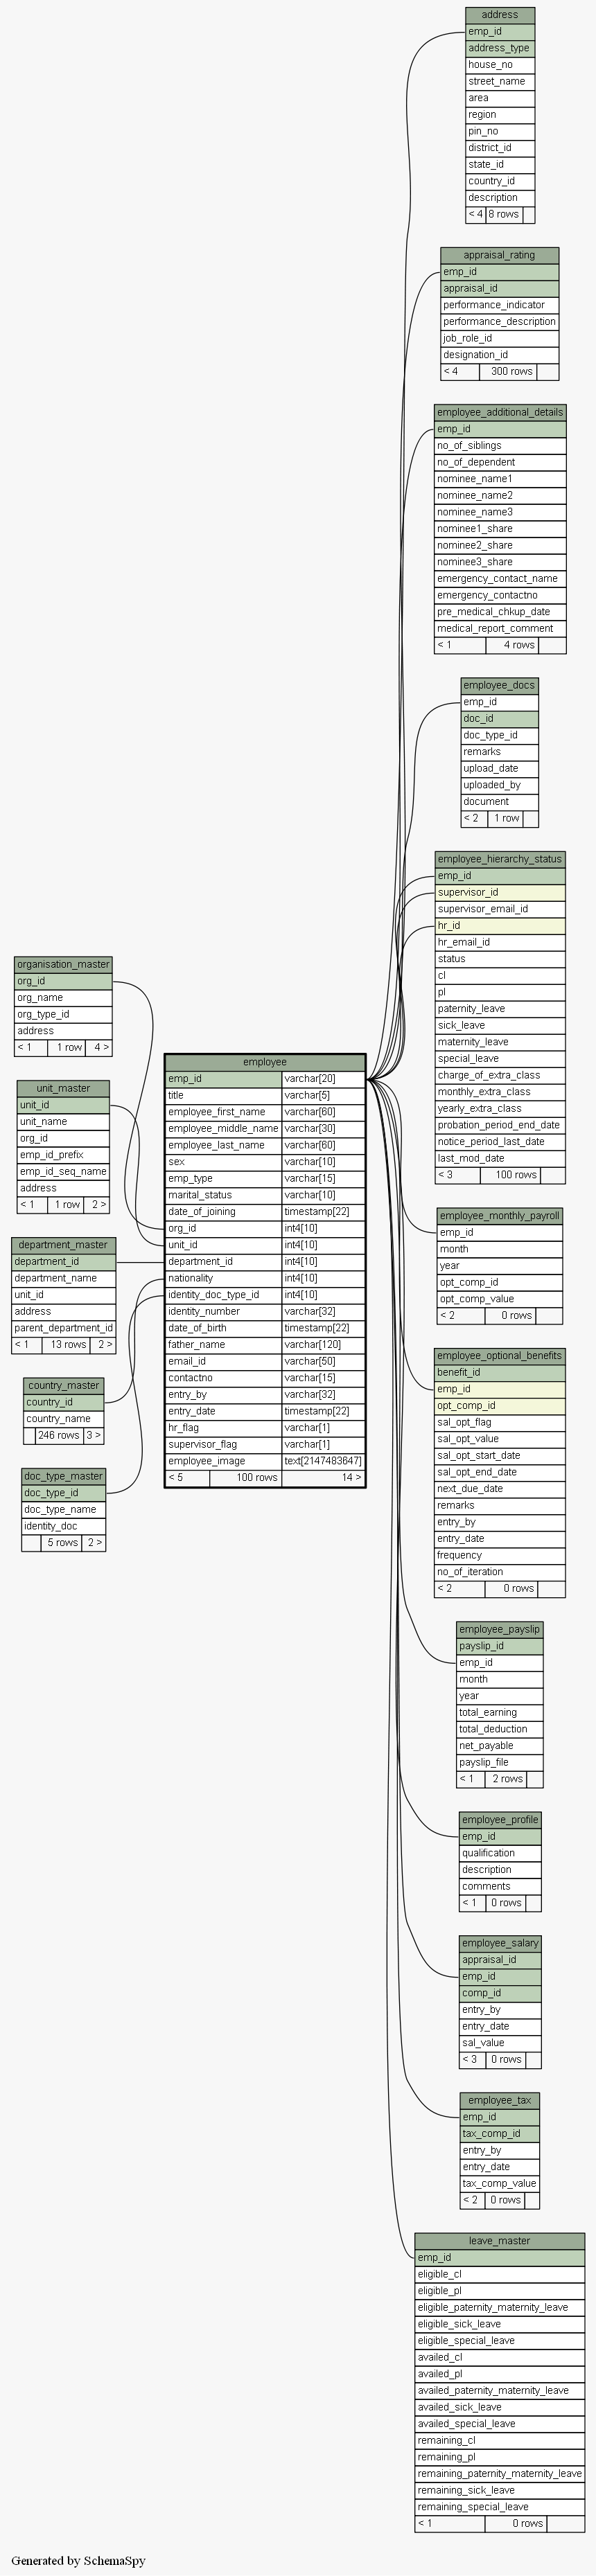 address
emp_id
address_type
house_no
street_name
area
region
pin_no
district_id
state_id
country_id
description
< 4 8 rows
appraisal_rating
emp_id
appraisal_id
performance_indicator
performance_description
job_role_id
designation_id
< 4 300 rows
employee_additional_details
emp_id
no_of_siblings
no_of_dependent
nominee_name1
nominee_name2
nominee_name3
nominee1_share
nominee2_share
nominee3_share
emergency_contact_name
emergency_contactno
pre_medical_chkup_date
medical_report_comment
< 1 4 rows
employee_docs
emp_id
doc_id
doc_type_id
remarks
upload_date
uploaded_by
document
< 2 1 row
employee_hierarchy_status
emp_id
supervisor_id
supervisor_email_id
hr_id
hr_email_id
status
cl
pl
paternity_leave
sick_leave
maternity_leave
special_leave
charge_of_extra_class
monthly_extra_class
yearly_extra_class
probation_period_end_date
notice_period_last_date
last_mod_date
< 3 100 rows
organisation_master
org_id
org_name
org_type_id
address
< 1 1 row 4 >
unit_master
unit_id
unit_name
org_id
emp_id_prefix
emp_id_seq_name
address
< 1 1 row 2 >
department_master
department_id
department_name
unit_id
address
parent_department_id
< 1 13 rows 2 >
country_master
country_id
country_name
246 rows 3 >
doc_type_master
doc_type_id
doc_type_name
identity_doc
5 rows 2 >
employee
emp_id varchar[20]
title varchar[5]
employee_first_name varchar[60]
employee_middle_name varchar[30]
employee_last_name varchar[60]
sex varchar[10]
emp_type varchar[15]
marital_status varchar[10]
date_of_joining timestamp[22]
org_id int4[10]
unit_id int4[10]
department_id int4[10]
nationality int4[10]
identity_doc_type_id int4[10]
identity_number varchar[32]
date_of_birth timestamp[22]
father_name varchar[120]
email_id varchar[50]
contactno varchar[15]
entry_by varchar[32]
entry_date timestamp[22]
hr_flag varchar[1]
supervisor_flag varchar[1]
employee_image text[2147483647]
< 5 100 rows 14 >
employee_monthly_payroll
emp_id
month
year
opt_comp_id
opt_comp_value
< 2 0 rows
employee_optional_benefits
benefit_id
emp_id
opt_comp_id
sal_opt_flag
sal_opt_value
sal_opt_start_date
sal_opt_end_date
next_due_date
remarks
entry_by
entry_date
frequency
no_of_iteration
< 2 0 rows
employee_payslip
payslip_id
emp_id
month
year
total_earning
total_deduction
net_payable
payslip_file
< 1 2 rows
employee_profile
emp_id
qualification
description
comments
< 1 0 rows
employee_salary
appraisal_id
emp_id
comp_id
entry_by
entry_date
sal_value
< 3 0 rows
employee_tax
emp_id
tax_comp_id
entry_by
entry_date
tax_comp_value
< 2 0 rows
leave_master
emp_id
eligible_cl
eligible_pl
eligible_paternity_maternity_leave
eligible_sick_leave
eligible_special_leave
availed_cl
availed_pl
availed_paternity_maternity_leave
availed_sick_leave
availed_special_leave
remaining_cl
remaining_pl
remaining_paternity_maternity_leave
remaining_sick_leave
remaining_special_leave
< 1 0 rows
Generated by SchemaSpy